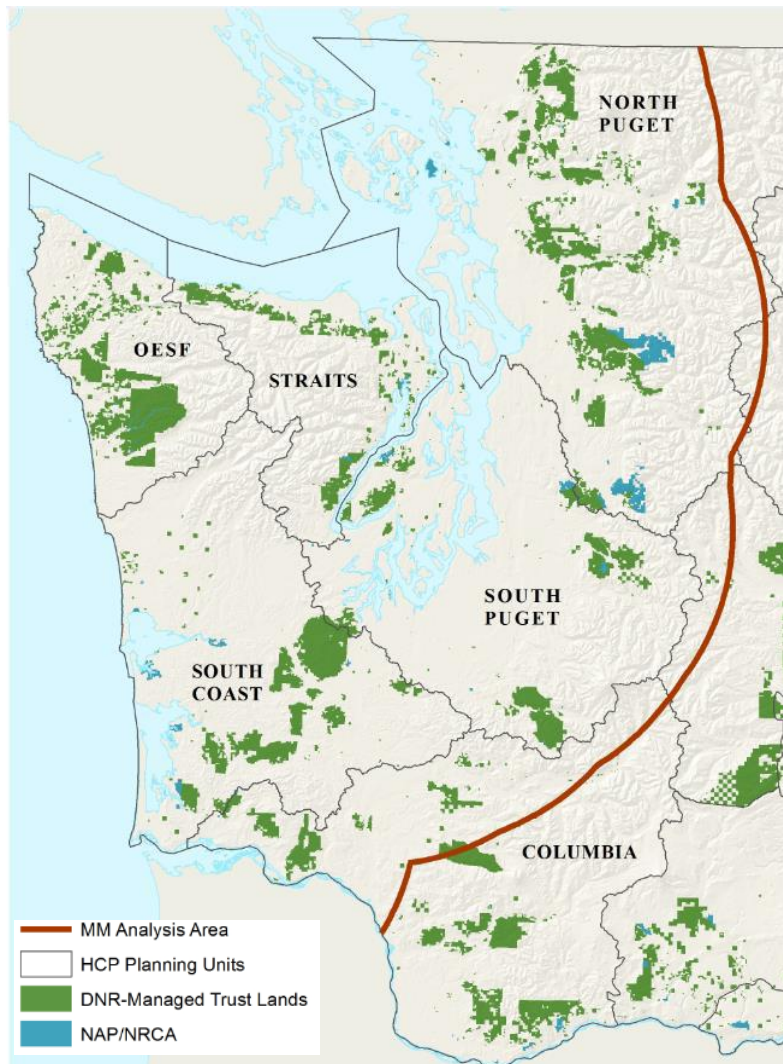 NORTH
PUGET
OESF
STRAITS
SOUTH
PUGET
SOUTH
COAST
COLUMBIA
MM Analysis Area
HCP Planning Units
DNR-Managed Trust Lands
NAP/NRCA